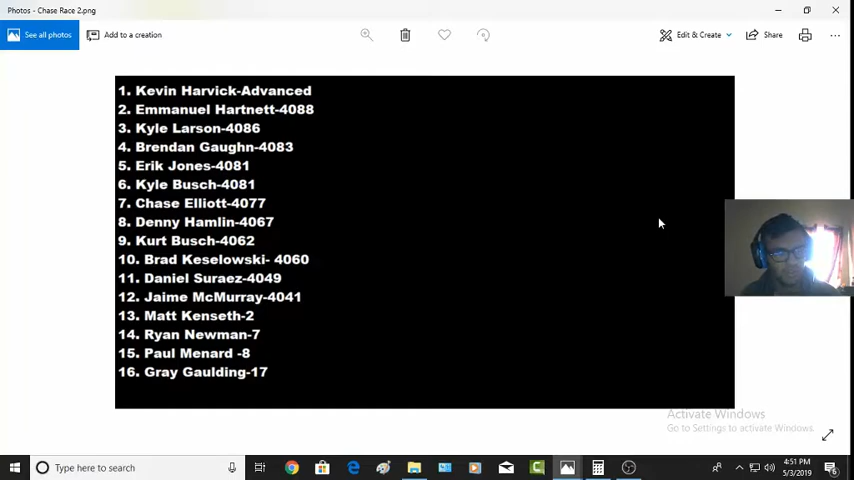 Photos - Chase Race 2.png
See all photos
Add to a creation
Edit & Create
Share
1. Kevin Harvick-Advanced
2. Emmanuel Hartnett-4088
3. Kyle Larson-4086
4. Brendan Gaughn-4083
5. Erik Jones-4081
6. Kyle Busch-4081
7. Chase Elliott-4077
8. Denny Hamlin-4067
9. Kurt Busch-4062
10. Brad Keselowski- 4060
11. Daniel Suraez-4049
12. Jaime McMurray-4041
13. Matt Kenseth-2
14. Ryan Newman-7
15. Paul Menard -8
16. Gray Gaulding-17
Activate Windows
Go to Settings to activate Windows.
Type here to search
4:51 PM
5/3/2019